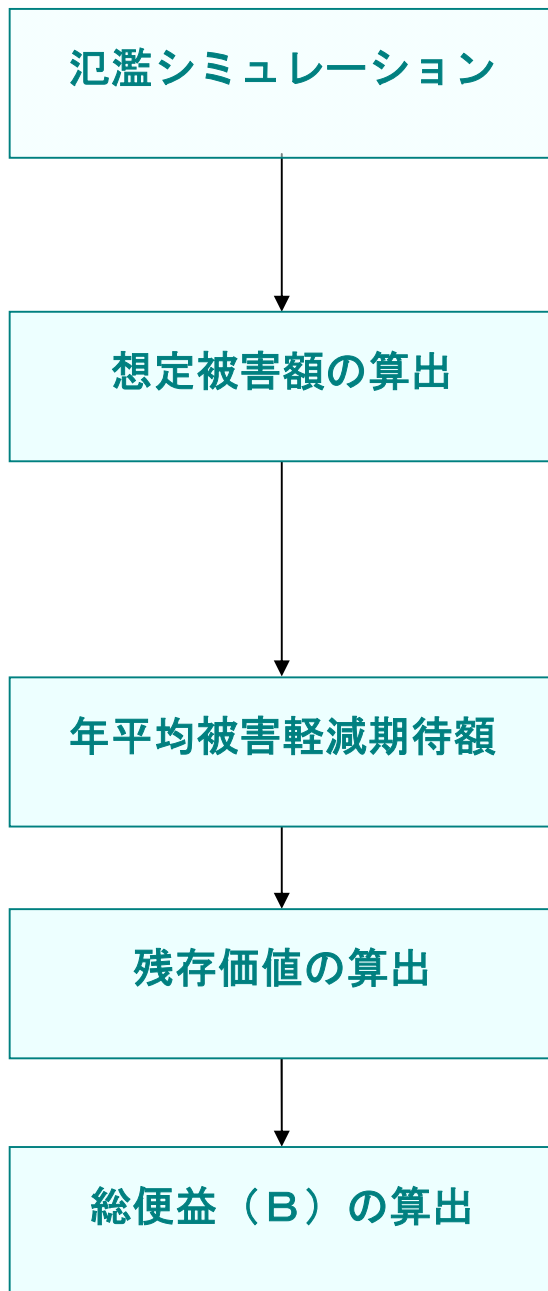 氾濫シミュレーション
想定被害額の算出
年平均被害軽減期待額
残存価値の算出
総便益（Ｂ）の算出